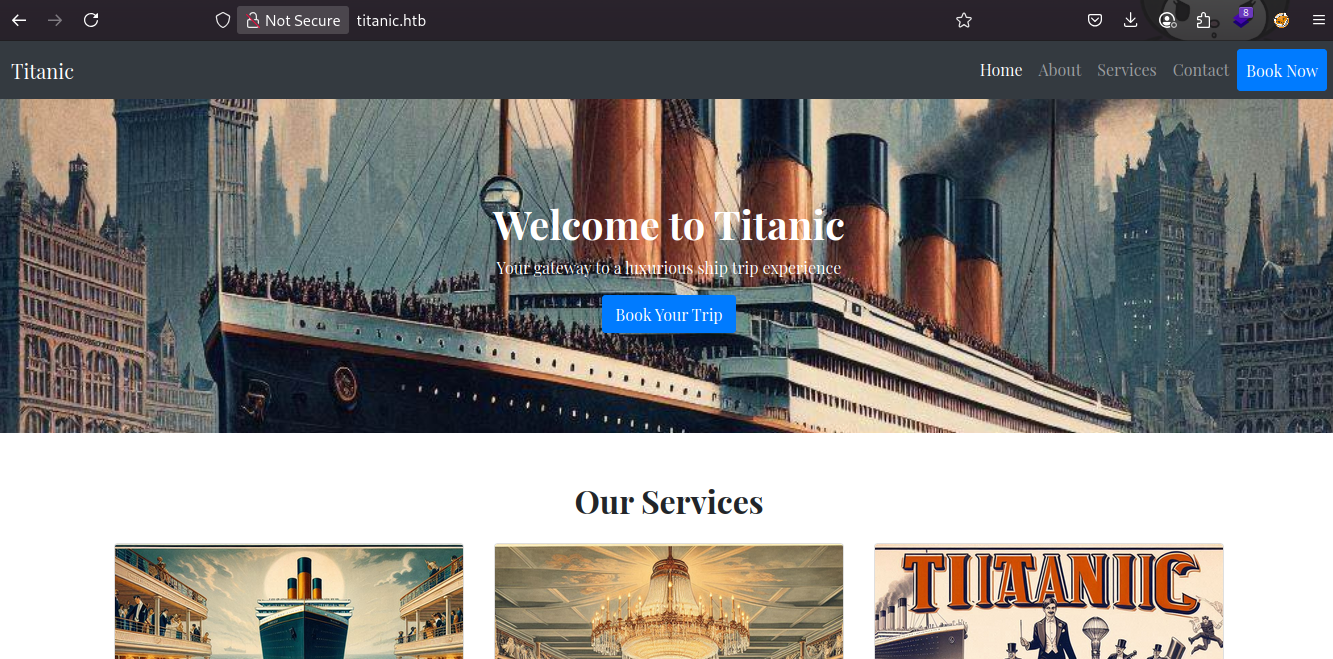 Not Secure titanic.htb 8
Titanic Home About Services Contact Book Now
Welcome to Titanic
Your gateway to a luxurious ship trip experience
Book Your Trip
Our Services
TITANIC